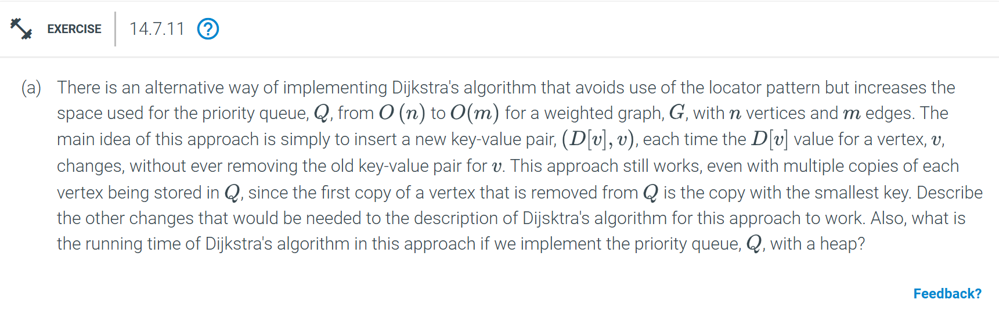 EXERCISE 14.7.11 ?
(a) There is an alternative way of implementing Dijkstra's algorithm that avoids use of the locator pattern but increases the
space used for the priority queue, Q, from O (n) to O(m) for a weighted graph, G, with n vertices and m edges. The
main idea of this approach is simply to insert a new key-value pair, (D[v], v), each time the D[v] value for a vertex, v,
changes, without ever removing the old key-value pair for v. This approach still works, even with multiple copies of each
vertex being stored in Q, since the first copy of a vertex that is removed from Q is the copy with the smallest key. Describe
the other changes that would be needed to the description of Dijsktra's algorithm for this approach to work. Also, what is
the running time of Dijkstra's algorithm in this approach if we implement the priority queue, Q, with a heap?
Feedback?